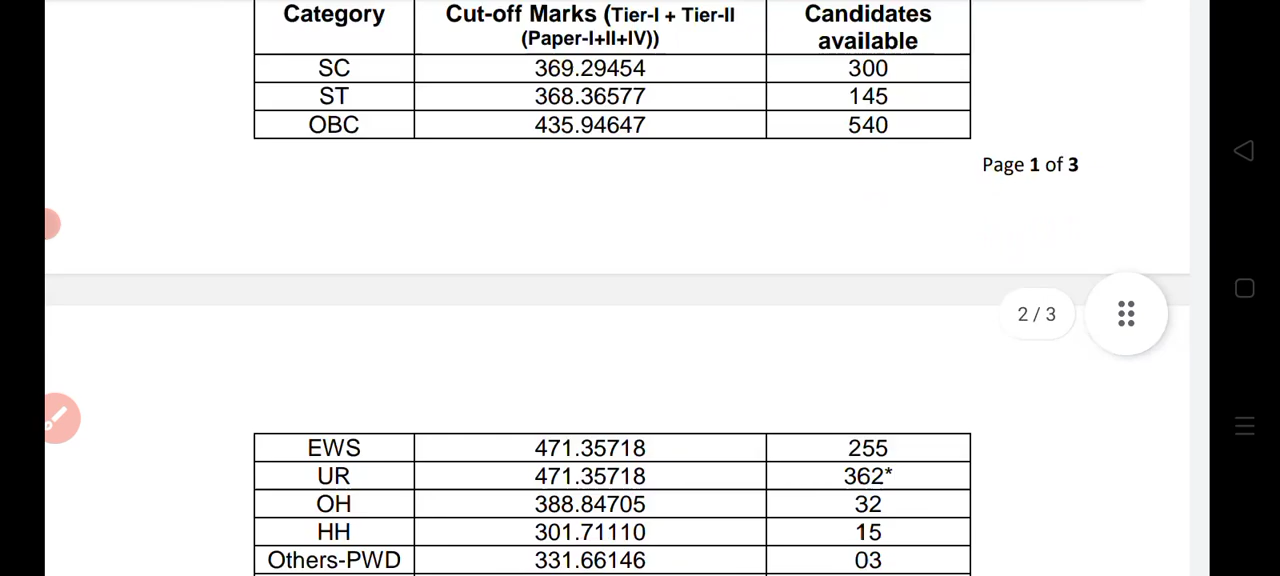 Category Cut-off Marks (Tier-I + Tier-II Candidates
(Paper-I+II+IV)) available
SC 369.29454 300
ST 368.36577 145
OBC 435.94647 540
Page 1 of 3
2 / 3
EWS 471.35718 255
UR 471.35718 362*
OH 388.84705 32
HH 301.71110 15
Others-PWD 331.66146 03